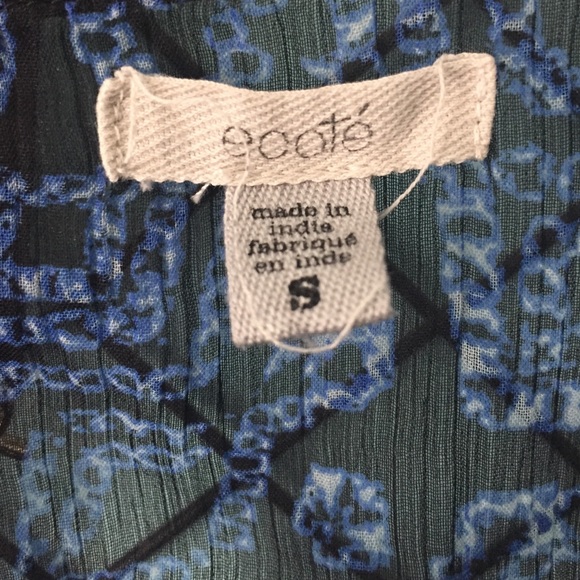 ecoté
made in
india
fabriqué
en inde
S